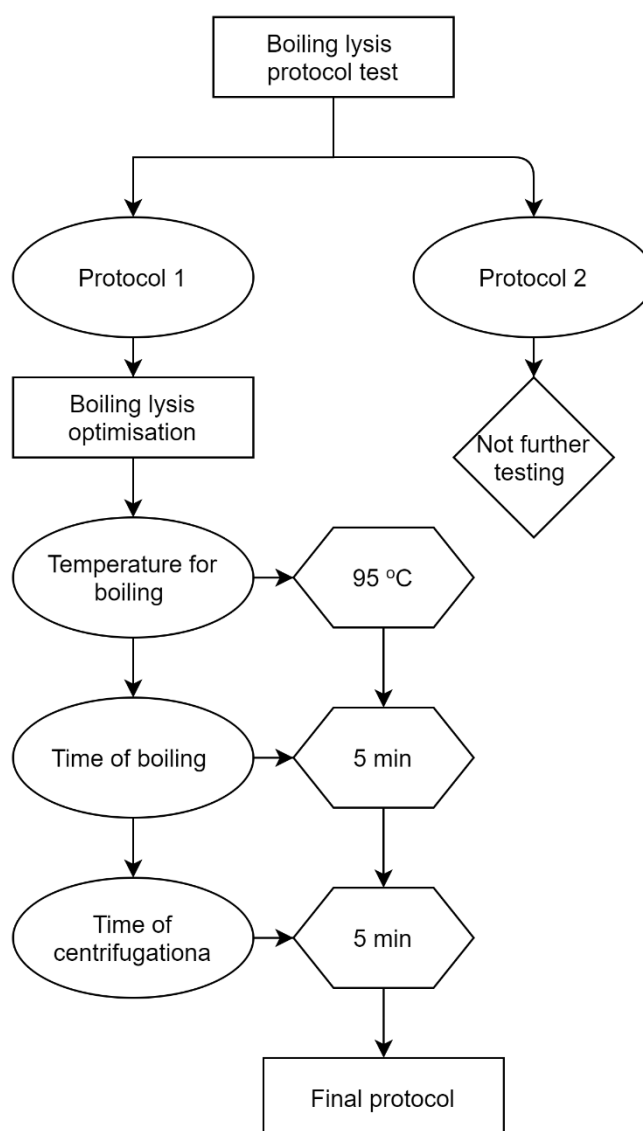 Boiling lysis
protocol test
Protocol 1
Protocol 2
Boiling lysis
optimisation
Not further
testing
Temperature for
boiling
95 °C
Time of boiling
5 min
Time of
centrifugationa
5 min
Final protocol